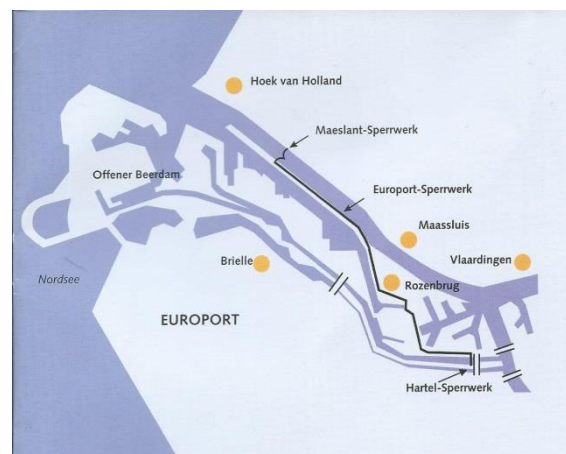 Hoek van Holland
Maeslant-Sperrwerk
Offener Beerdam
Europort-Sperrwerk
Maassluis
Vlaardingen
Brielle
Rozenbrug
Nordsee
EUROPORT
Hartel-Sperrwerk